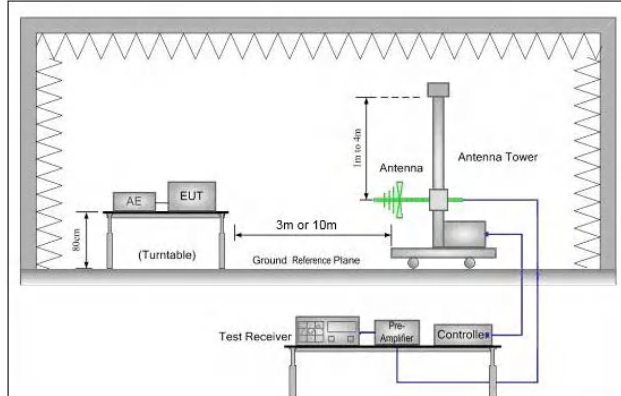 1m to 4m
Antenna
Antenna Tower
AE
EUT
80cm
(Turntable)
3m or 10m
Ground Reference Plane
Test Receiver
Pre-
Amplifier
Controller